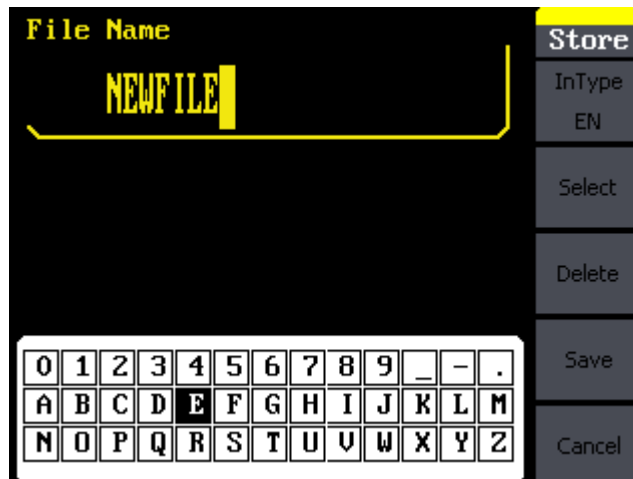 File Name
NEWFILE
Store
InType
EN
Select
Delete
Save
Cancel
0 1 2 3 4 5 6 7 8 9 _ - .
A B C D E F G H I J K L M
N O P Q R S T U V W X Y Z